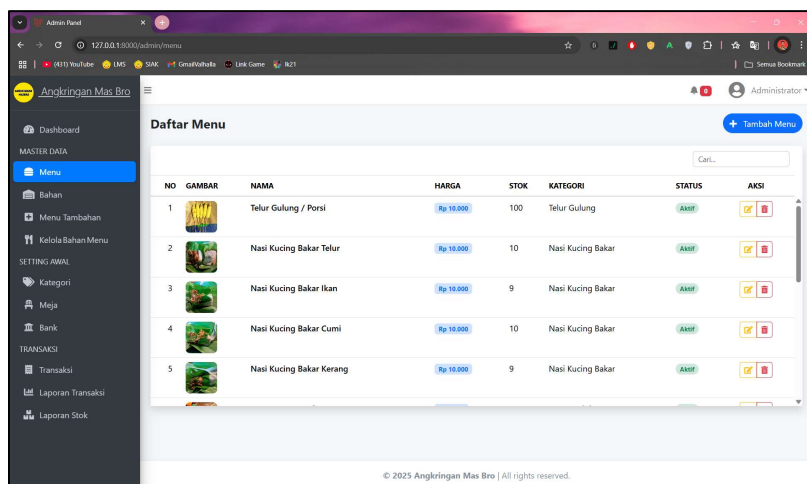 Admin Panel
127.0.0.1:8000/admin/menu
(431) YouTube LMS SIAK GmailValhalla Link Game lk21 Semua Bookmark
Angkringan Mas Bro 0 Administrator
Daftar Menu + Tambah Menu
Dashboard
MASTER DATA
Menu
Bahan
Menu Tambahan
Kelola Bahan Menu
SETTING AWAL
Kategori
Meja
Bank
TRANSAKSI
Transaksi
Laporan Transaksi
Laporan Stok
Cari...
NO GAMBAR NAMA HARGA STOK KATEGORI STATUS AKSI
1 Telur Gulung / Porsi Rp 10.000 100 Telur Gulung Aktif
2 Nasi Kucing Bakar Telur Rp 10.000 10 Nasi Kucing Bakar Aktif
3 Nasi Kucing Bakar Ikan Rp 10.000 9 Nasi Kucing Bakar Aktif
4 Nasi Kucing Bakar Cumi Rp 10.000 10 Nasi Kucing Bakar Aktif
5 Nasi Kucing Bakar Kerang Rp 10.000 9 Nasi Kucing Bakar Aktif
© 2025 Angkringan Mas Bro | All rights reserved.